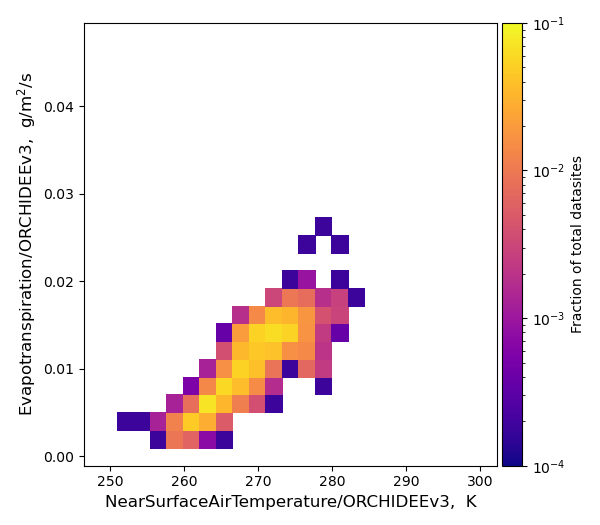 0.04
0.03
0.02
0.01
0.00
250 260 270 280 290 300
NearSurfaceAirTemperature/ORCHIDEEv3, K
Evapotranspiration/ORCHIDEEv3, g/m²/s
10⁻¹
10⁻²
10⁻³
10⁻⁴
Fraction of total datasites